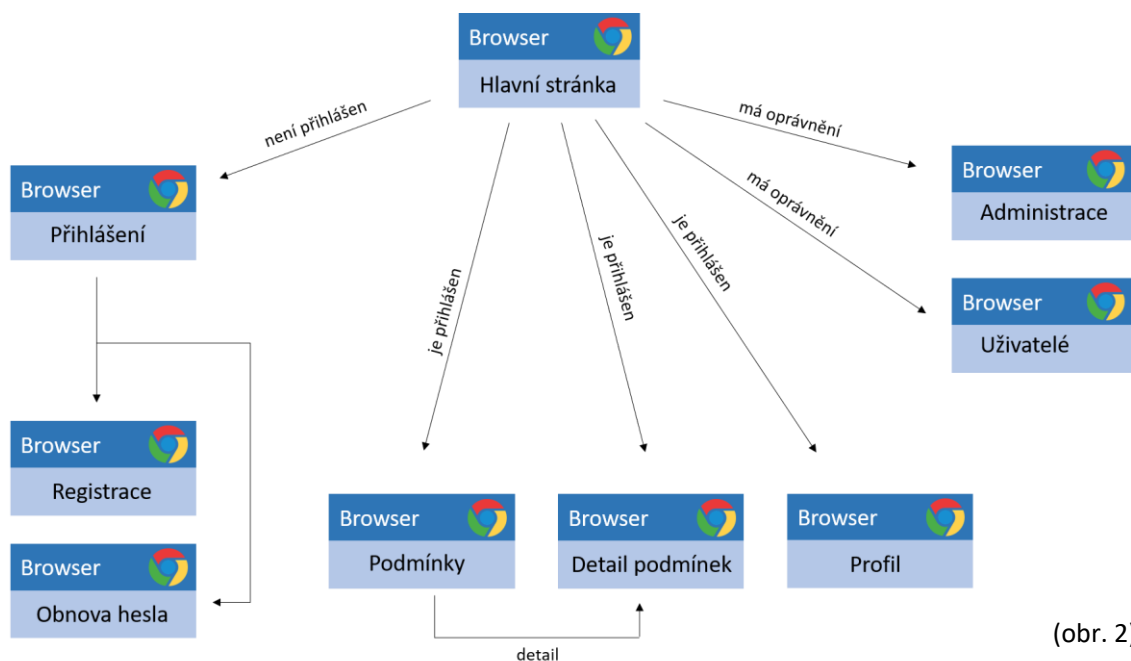 Browser
Hlavní stránka
není přihlášen
má oprávnění
má oprávnění
je přihlášen
je přihlášen
je přihlášen
Browser
Přihlášení
Browser
Administrace
Browser
Uživatelé
Browser
Registrace
Browser
Obnova hesla
Browser
Podmínky
Browser
Detail podmínek
Browser
Profil
detail
(obr. 2)